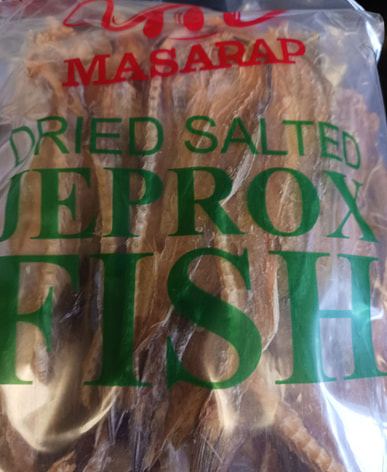 MASARAP
DRIED SALTED
JEPROX
FISH